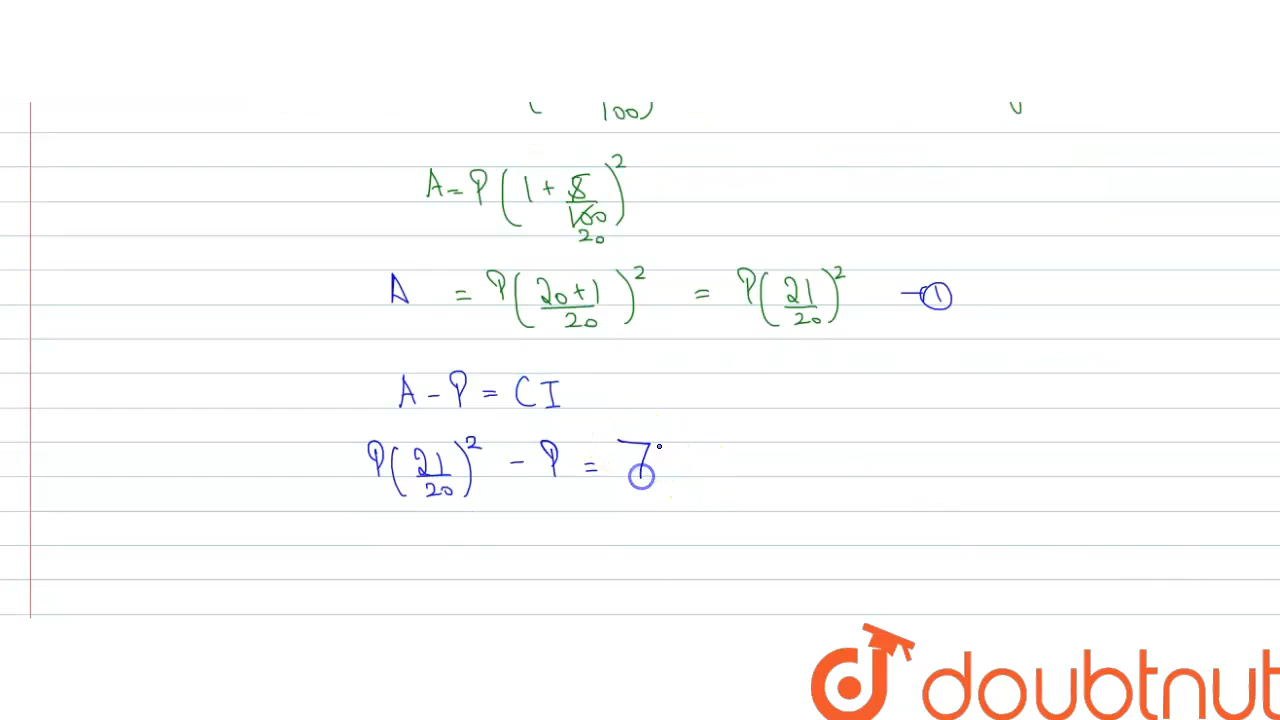 100)
A = P(1 + 5/100)²
20
A = P(20+1/20)² = P(21/20)² —①
A – P = CI
P(21/20)² – P = 7
doubtnut